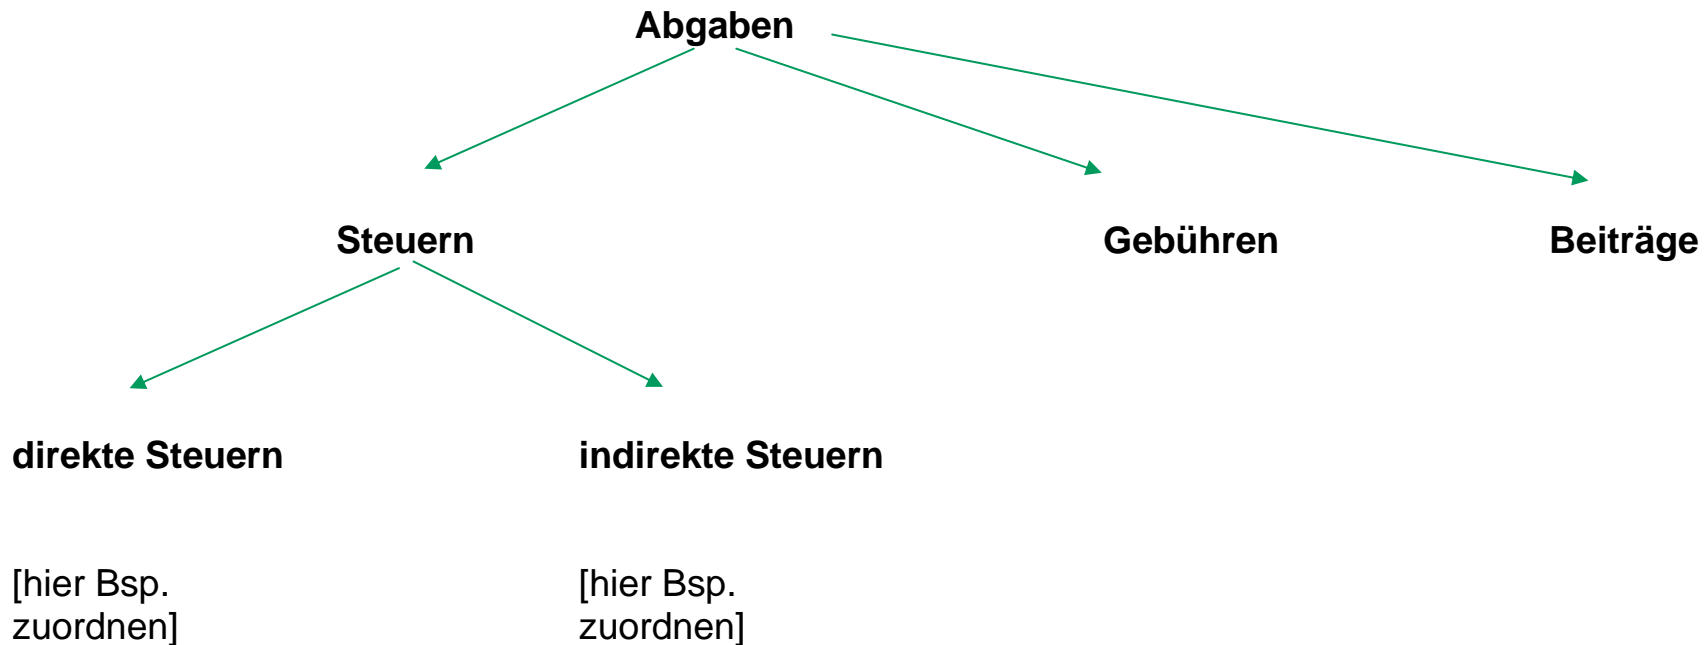 Abgaben
Steuern
Gebühren
Beiträge
direkte Steuern
indirekte Steuern
[hier Bsp.
zuordnen]
[hier Bsp.
zuordnen]